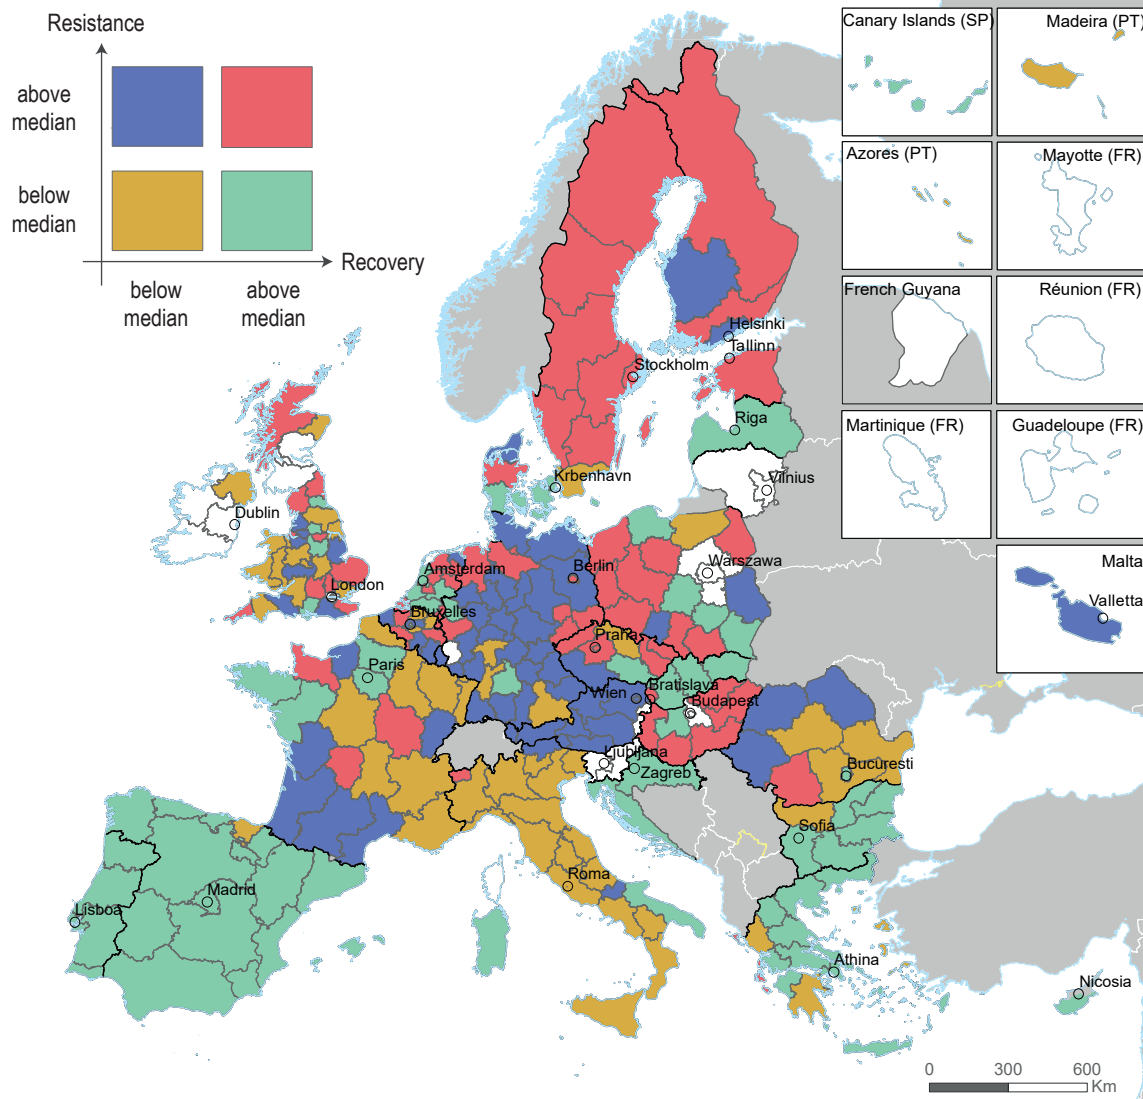 Resistance
above
median
below
median
Recovery
below
median
above
median
Canary Islands (SP)
Madeira (PT)
Azores (PT)
Mayotte (FR)
French Guyana
Réunion (FR)
Martinique (FR)
Guadeloupe (FR)
Malta
Valletta
Helsinki
Tallinn
Stockholm
Riga
Krbenhavn
Vilnius
Dublin
Warszawa
Berlin
Amsterdam
London
Bruxelles
Praha
Paris
Wien
Bratislava
Budapest
Ljubljana
Zagreb
Bucuresti
Sofia
Roma
Madrid
Lisboa
Athina
Nicosia
0 300 600
Km